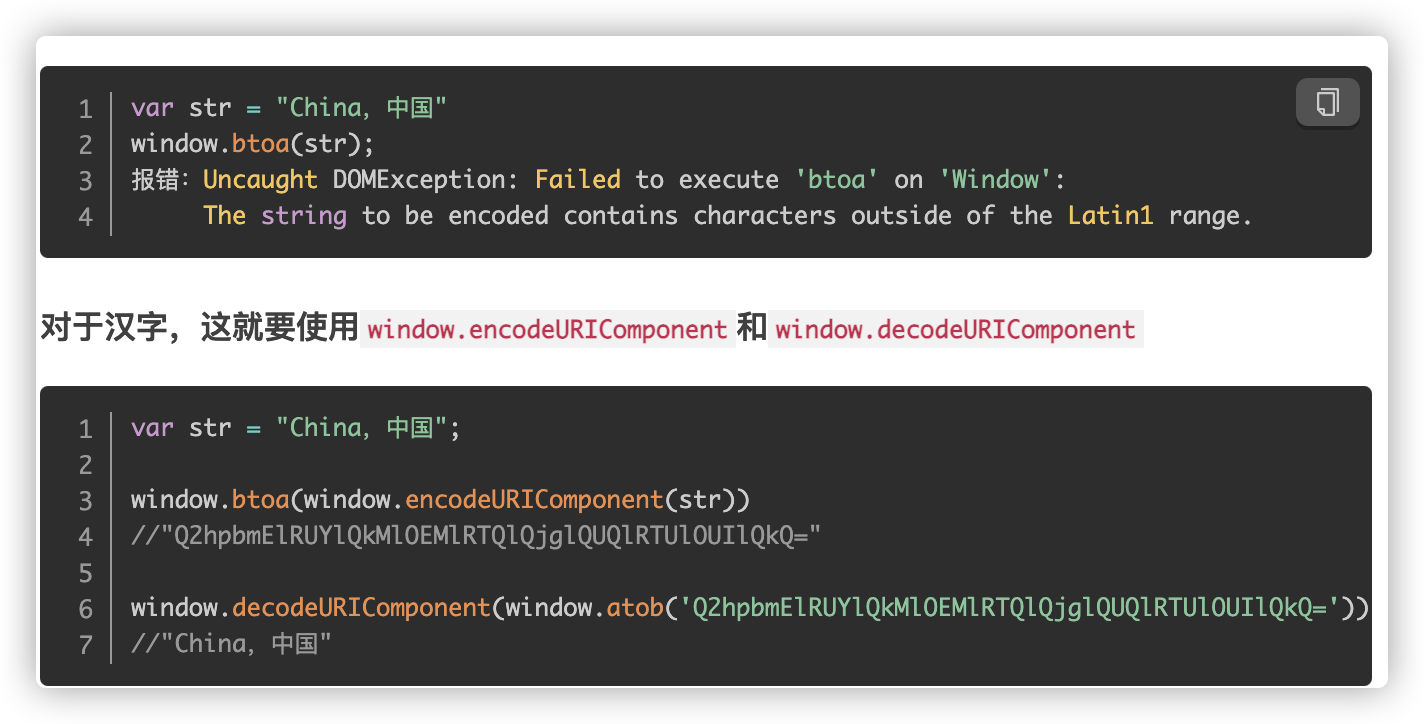 1 var str = "China，中国"
2 window.btoa(str);
3 报错：Uncaught DOMException: Failed to execute 'btoa' on 'Window':
4 The string to be encoded contains characters outside of the Latin1 range.
对于汉字，这就要使用 window.encodeURIComponent 和 window.decodeURIComponent
1 var str = "China，中国";
2
3 window.btoa(window.encodeURIComponent(str))
4 //"Q2hpbmElRUYlQkMlOEMlRTQlQjglQUQlRTUlOUIlQkQ="
5
6 window.decodeURIComponent(window.atob('Q2hpbmElRUYlQkMlOEMlRTQlQjglQUQlRTUlOUIlQkQ='))
7 //"China，中国"